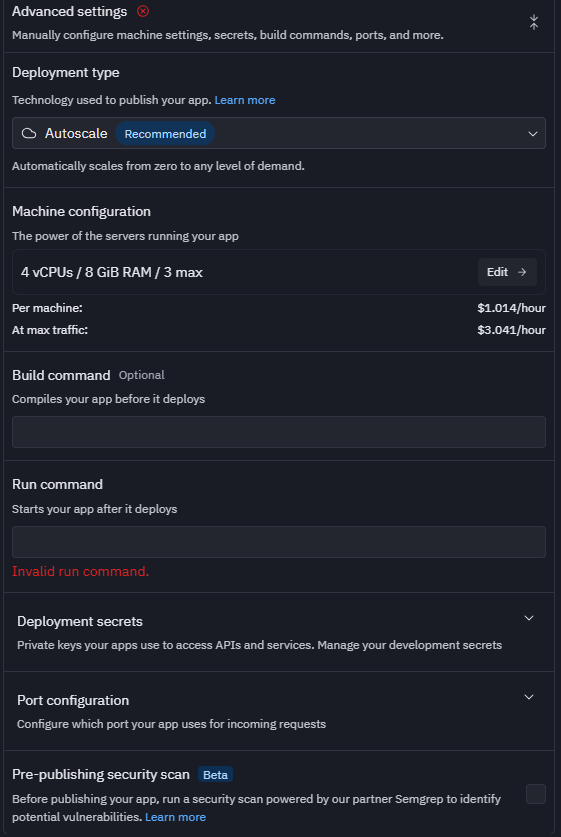 Advanced settings
Manually configure machine settings, secrets, build commands, ports, and more.
Deployment type
Technology used to publish your app. Learn more
Autoscale Recommended
Automatically scales from zero to any level of demand.
Machine configuration
The power of the servers running your app
4 vCPUs / 8 GiB RAM / 3 max Edit →
Per machine: $1.014/hour
At max traffic: $3.041/hour
Build command Optional
Compiles your app before it deploys
Run command
Starts your app after it deploys
Invalid run command.
Deployment secrets
Private keys your apps use to access APIs and services. Manage your development secrets
Port configuration
Configure which port your app uses for incoming requests
Pre-publishing security scan Beta
Before publishing your app, run a security scan powered by our partner Semgrep to identify
potential vulnerabilities. Learn more